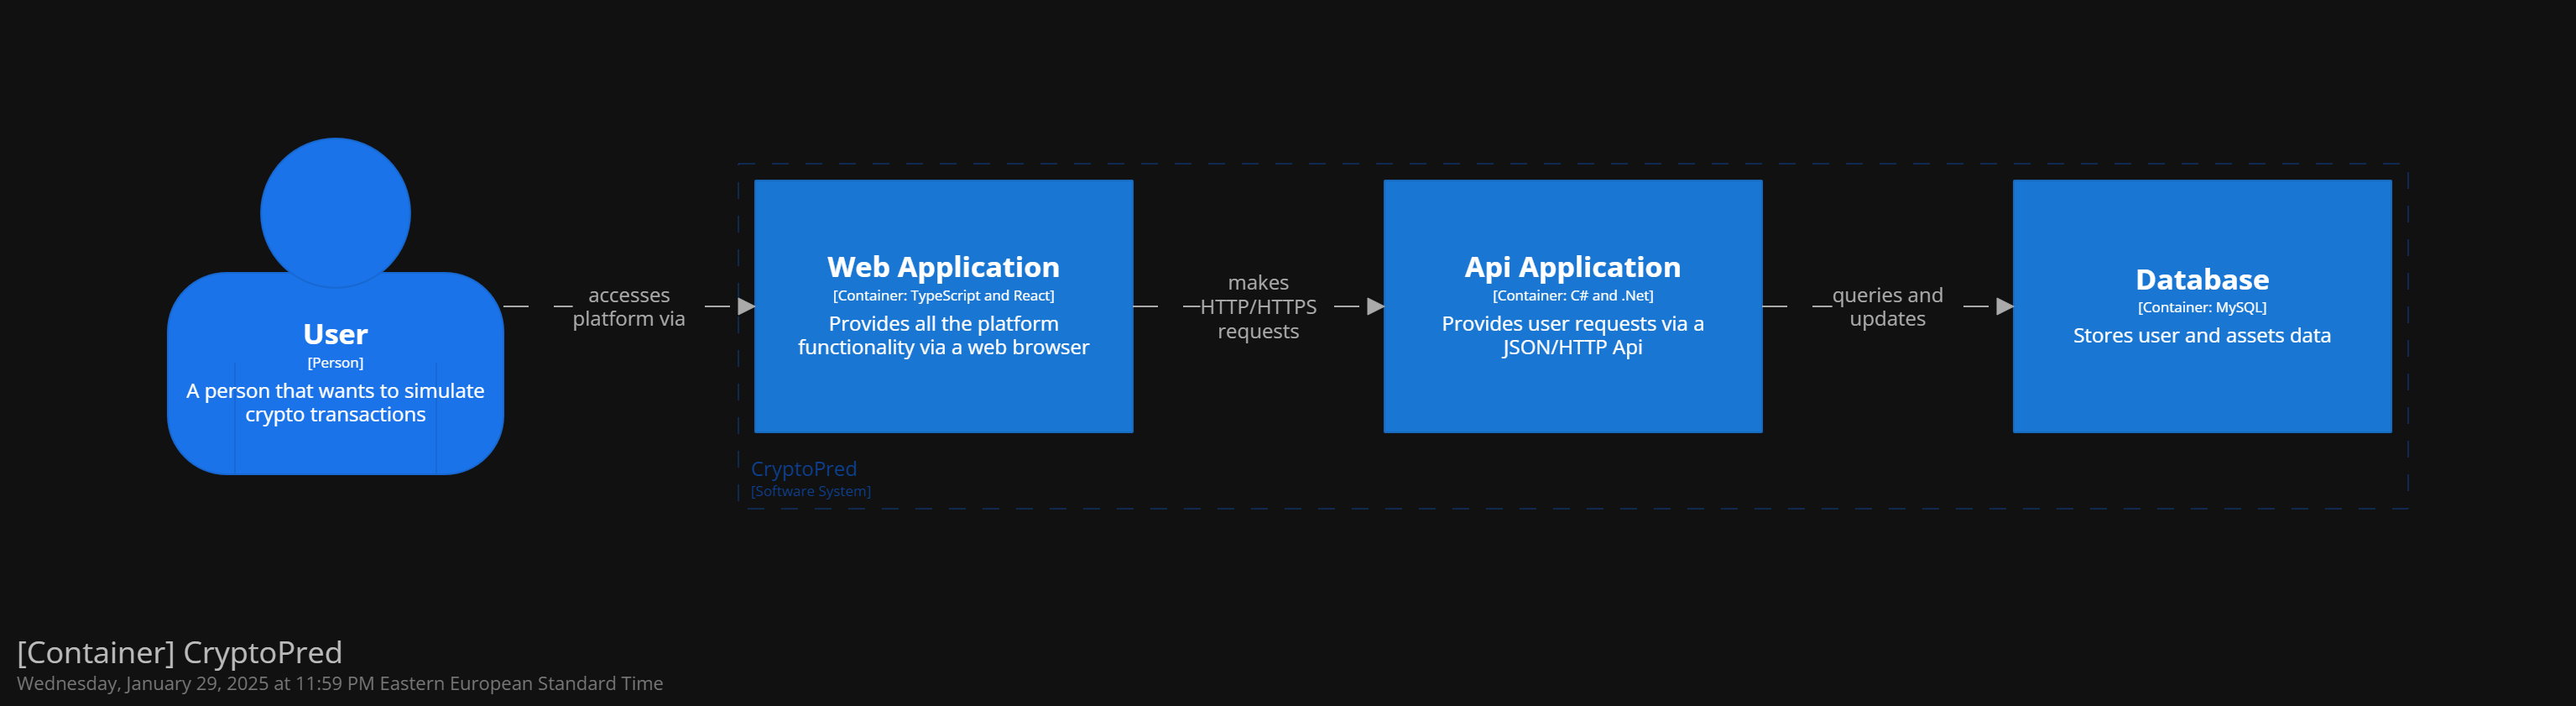 User
[Person]
A person that wants to simulate
crypto transactions
accesses
platform via
Web Application
[Container: TypeScript and React]
Provides all the platform
functionality via a web browser
makes
HTTP/HTTPS
requests
Api Application
[Container: C# and .Net]
Provides user requests via a
JSON/HTTP Api
queries and
updates
Database
[Container: MySQL]
Stores user and assets data
CryptoPred
[Software System]
[Container] CryptoPred
Wednesday, January 29, 2025 at 11:59 PM Eastern European Standard Time